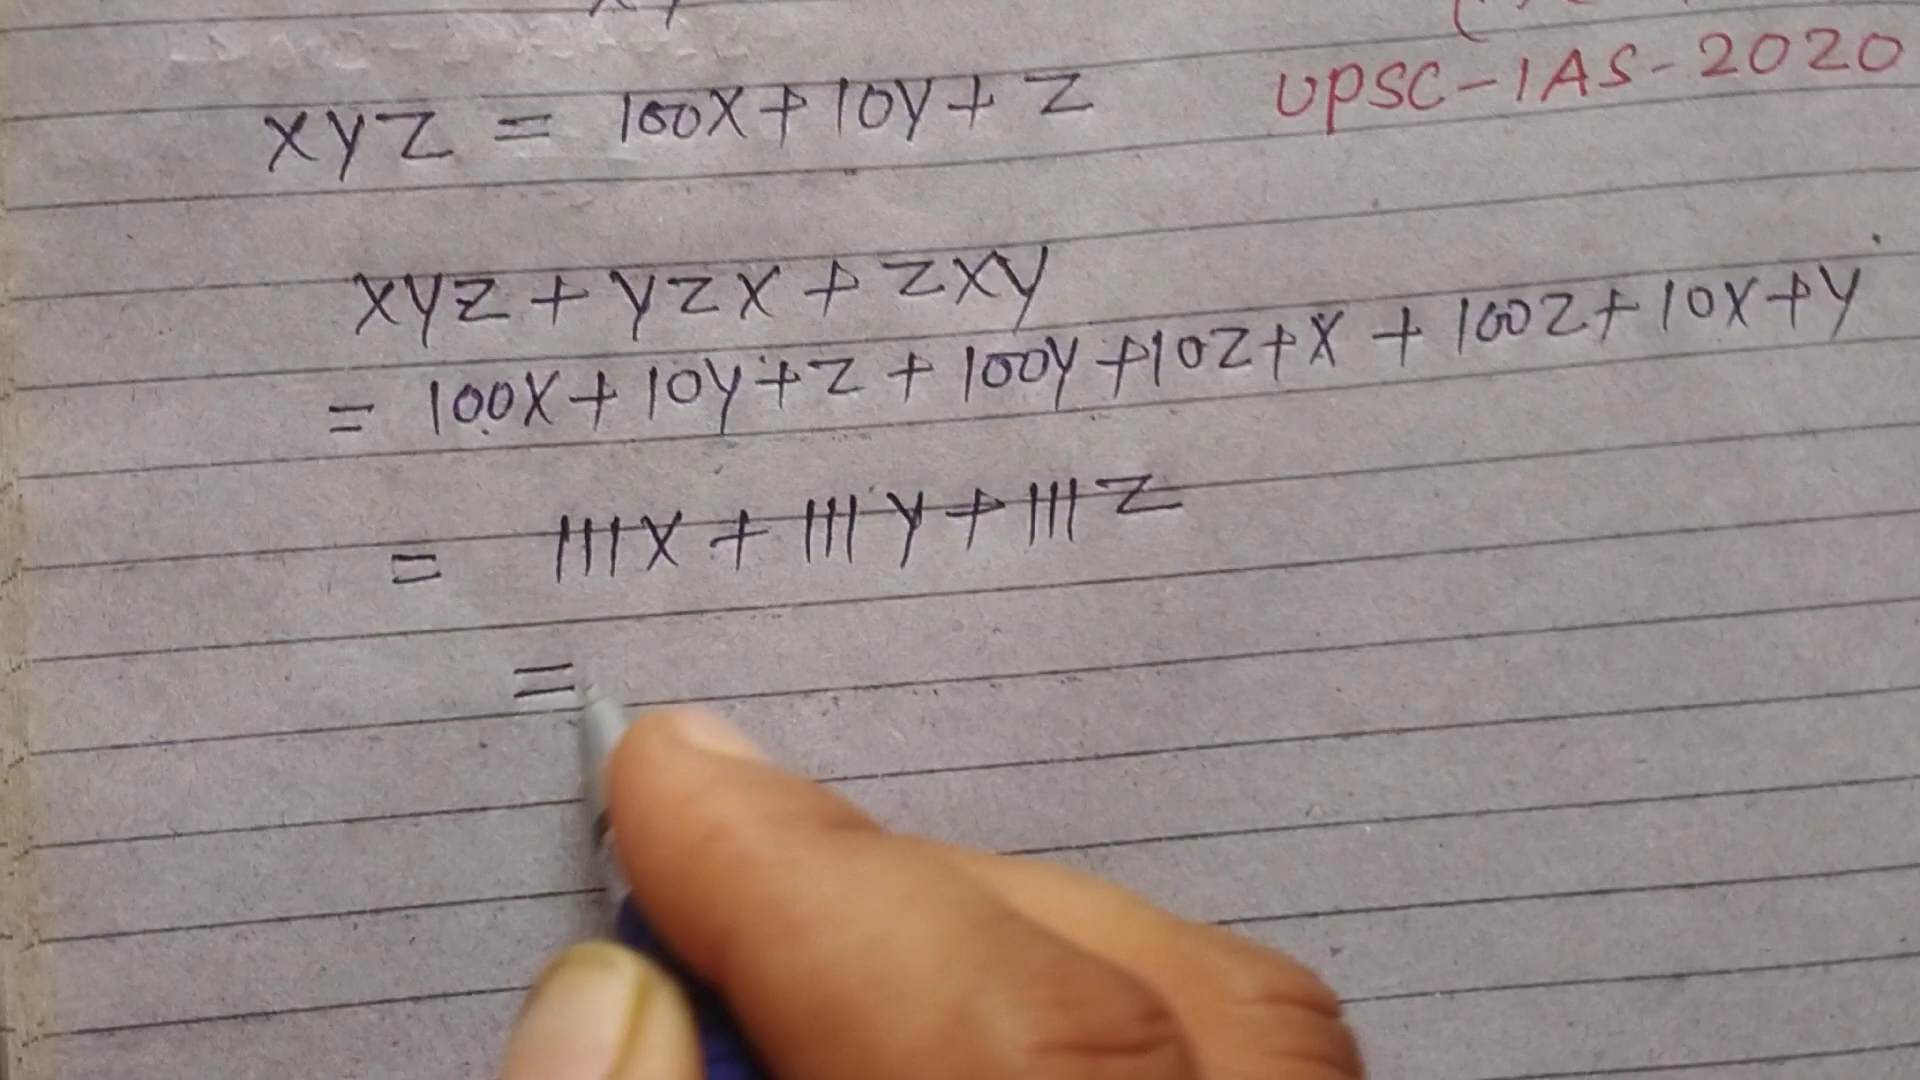 UPSC-IAS-2020
XYZ = 100X+10Y+Z
XYZ + YZX + ZXY
= 100X+10Y+Z + 100Y+10Z+X + 100Z+10X+Y
= 111X + 111Y + 111Z
=